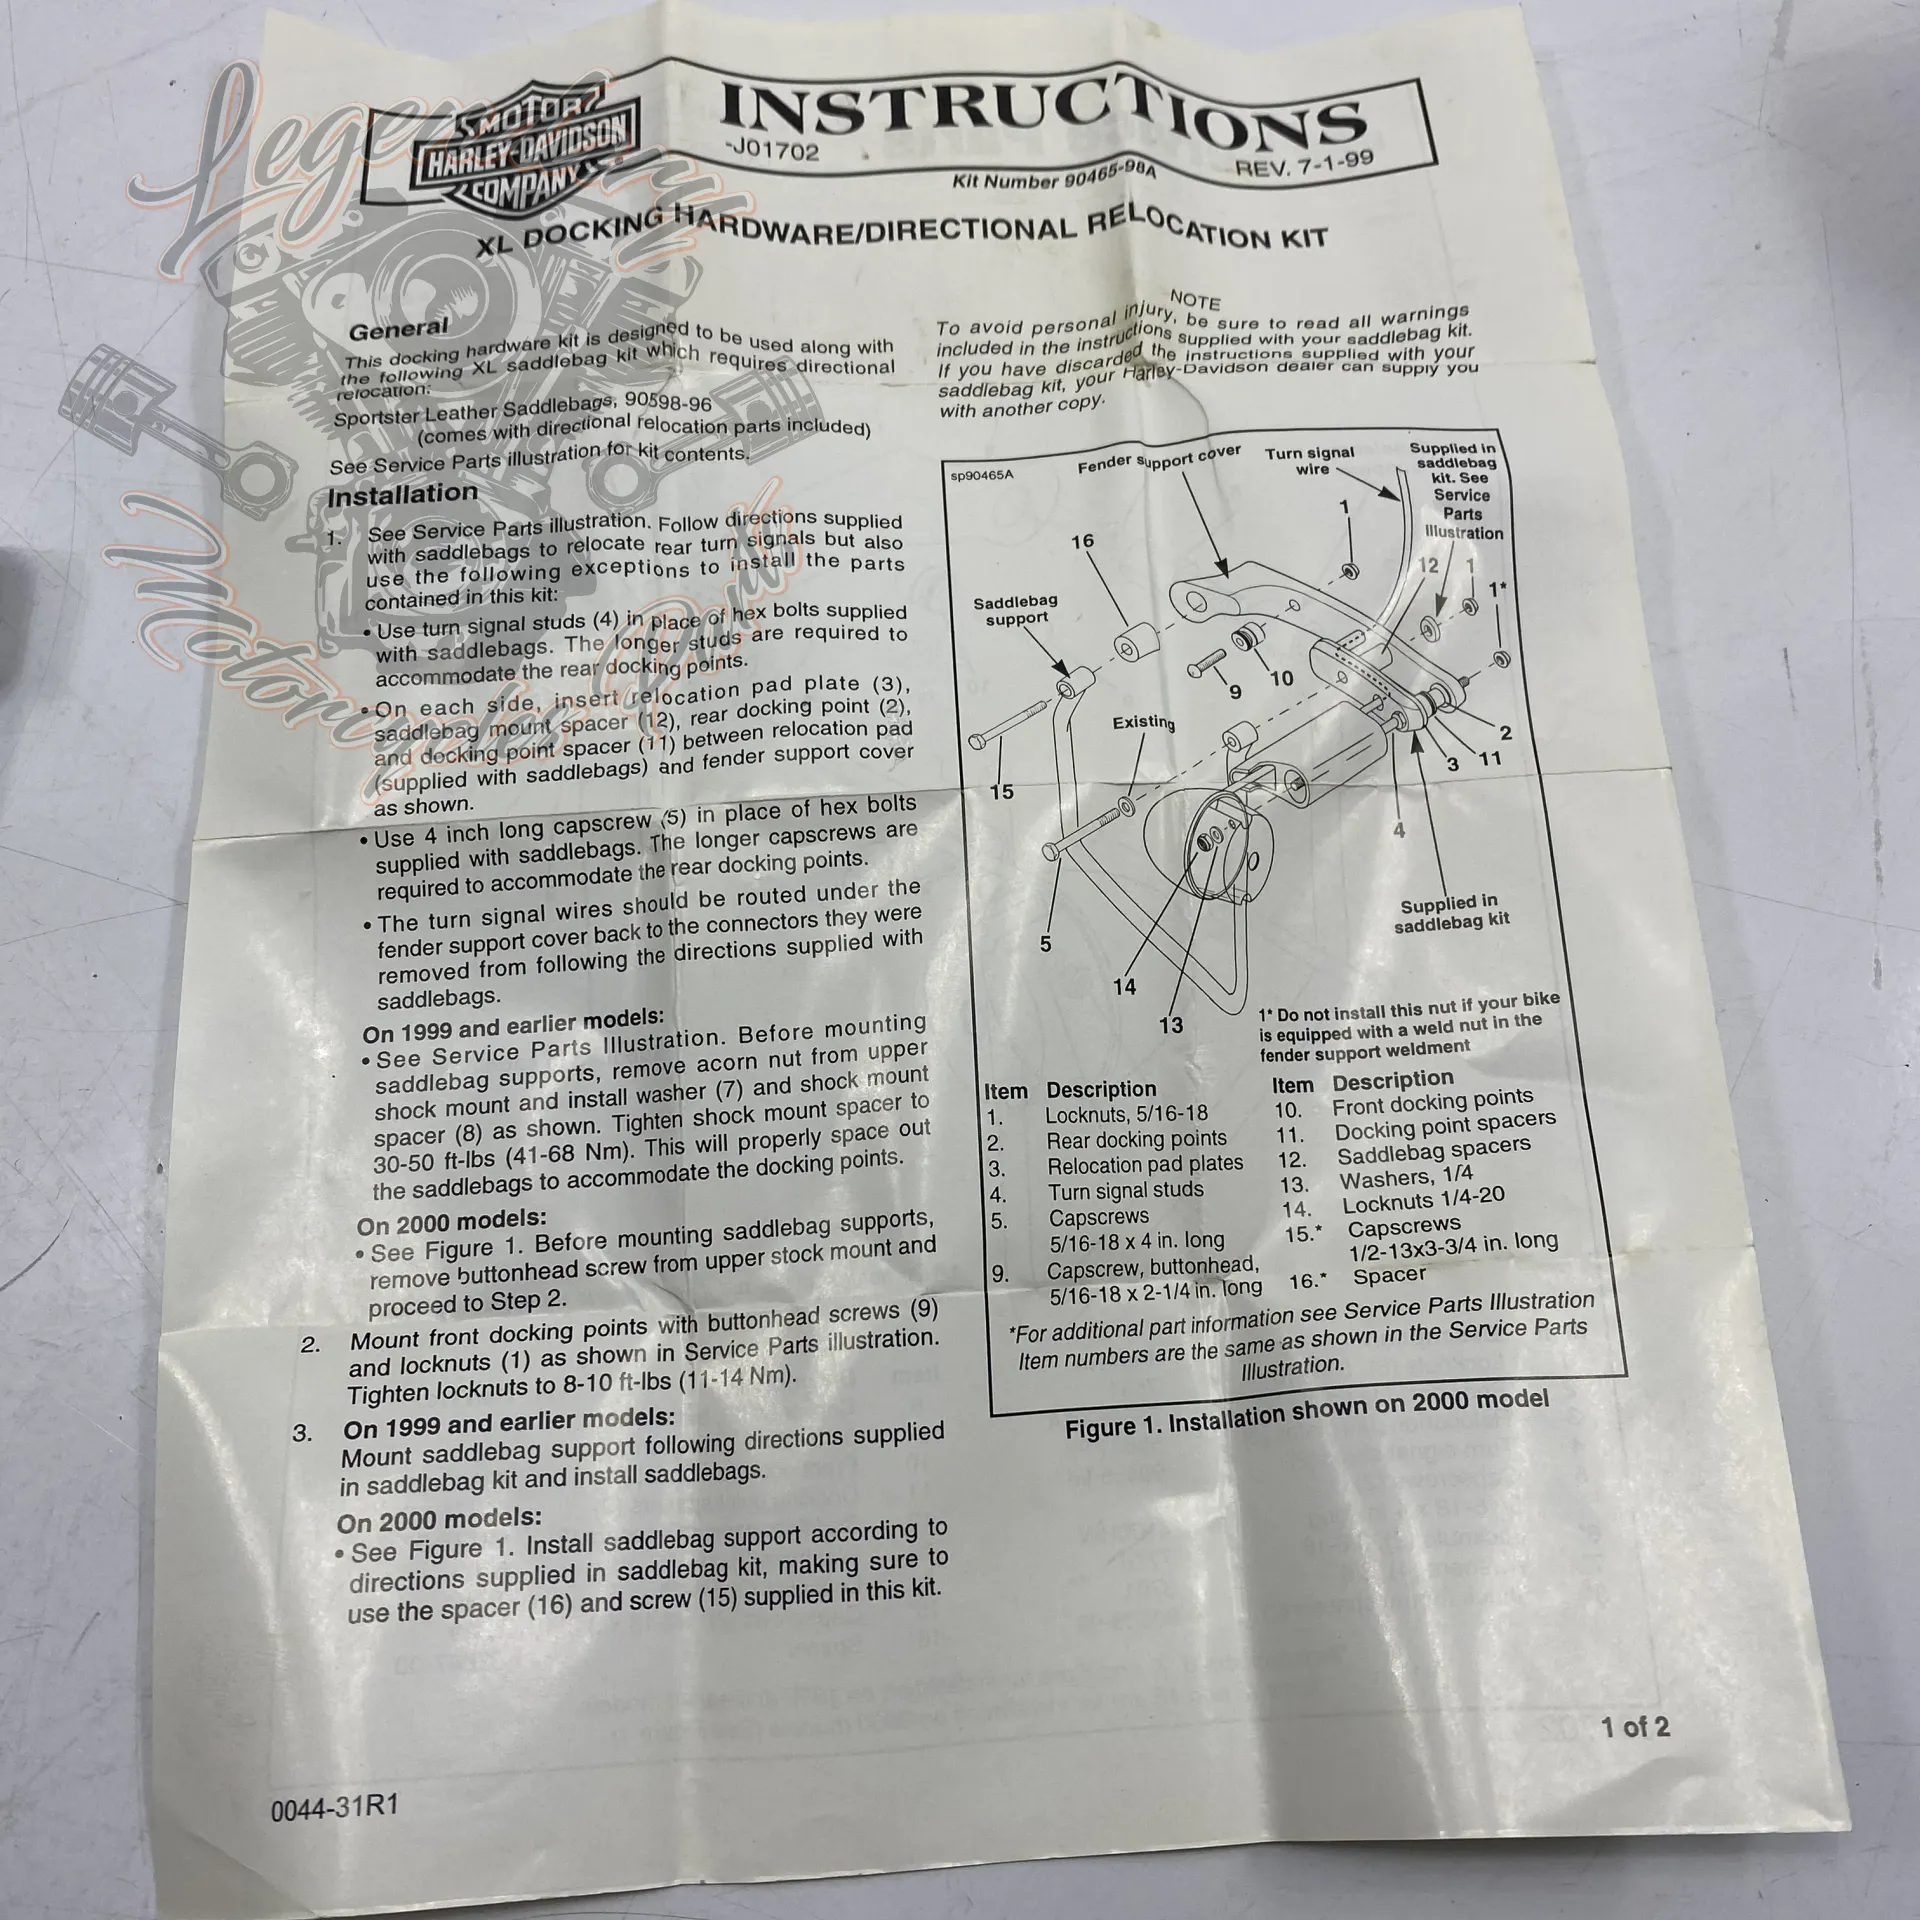 MOTOR
HARLEY-DAVIDSON
COMPANY
INSTRUCTIONS
-J01702
REV. 7-1-99
Kit Number 90465-98A
XL DOCKING HARDWARE/DIRECTIONAL RELOCATION KIT
Legendary
Motorcycles Parts
General
This docking hardware kit is designed to be used along with
the following XL saddlebag kit which requires directional
relocation:
Sportster Leather Saddlebags, 90598-96
(comes with directional relocation parts included)
See Service Parts illustration for kit contents.
Installation
1. See Service Parts illustration. Follow directions supplied
with saddlebags to relocate rear turn signals but also
use the following exceptions to install the parts
contained in this kit:
• Use turn signal studs (4) in place of hex bolts supplied
with saddlebags. The longer studs are required to
accommodate the rear docking points.
• On each side, insert relocation pad plate (3),
saddlebag mount spacer (12), rear docking point (2),
and docking point spacer (11) between relocation pad
(supplied with saddlebags) and fender support cover
as shown.
• Use 4 inch long capscrew (5) in place of hex bolts
supplied with saddlebags. The longer capscrews are
required to accommodate the rear docking points.
• The turn signal wires should be routed under the
fender support cover back to the connectors they were
removed from following the directions supplied with
saddlebags.
On 1999 and earlier models:
• See Service Parts Illustration. Before mounting
saddlebag supports, remove acorn nut from upper
shock mount and install washer (7) and shock mount
spacer (8) as shown. Tighten shock mount spacer to
30-50 ft-lbs (41-68 Nm). This will properly space out
the saddlebags to accommodate the docking points.
On 2000 models:
• See Figure 1. Before mounting saddlebag supports,
remove buttonhead screw from upper stock mount and
proceed to Step 2.
2. Mount front docking points with buttonhead screws (9)
and locknuts (1) as shown in Service Parts illustration.
Tighten locknuts to 8-10 ft-lbs (11-14 Nm).
3. On 1999 and earlier models:
Mount saddlebag support following directions supplied
in saddlebag kit and install saddlebags.
On 2000 models:
• See Figure 1. Install saddlebag support according to
directions supplied in saddlebag kit, making sure to
use the spacer (16) and screw (15) supplied in this kit.
NOTE
To avoid personal injury, be sure to read all warnings
included in the instructions supplied with your saddlebag kit.
If you have discarded the instructions supplied with your
saddlebag kit, your Harley-Davidson dealer can supply you
with another copy.
sp90465A
Fender support cover
Turn signal
wire
Supplied in
saddlebag
kit. See
Service
Parts
Illustration
1
16
12
1
1*
Saddlebag
support
9
10
Existing
2
3
11
15
4
5
14
13
Supplied in
saddlebag kit
1* Do not install this nut if your bike
is equipped with a weld nut in the
fender support weldment
Item Description
1. Locknuts, 5/16-18
2. Rear docking points
3. Relocation pad plates
4. Turn signal studs
5. Capscrews
5/16-18 x 4 in. long
9. Capscrew, buttonhead,
5/16-18 x 2-1/4 in. long
Item Description
10. Front docking points
11. Docking point spacers
12. Saddlebag spacers
13. Washers, 1/4
14. Locknuts 1/4-20
15.* Capscrews
1/2-13x3-3/4 in. long
16.* Spacer
*For additional part information see Service Parts Illustration
Item numbers are the same as shown in the Service Parts
Illustration.
Figure 1. Installation shown on 2000 model
1 of 2
0044-31R1